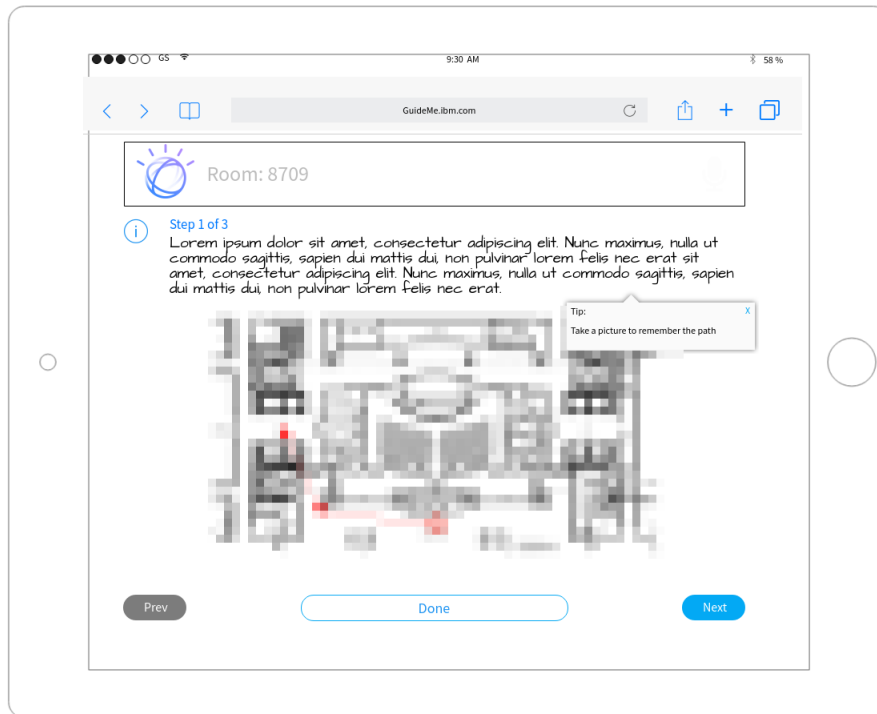 GS
9:30 AM
58 %
GuideMe.ibm.com
Room: 8709
Step 1 of 3
Lorem ipsum dolor sit amet, consectetur adipiscing elit. Nunc maximus, nulla ut
commodo sagittis, sapien dui mattis dui, non pulvinar lorem felis nec erat sit
amet, consectetur adipiscing elit. Nunc maximus, nulla ut commodo sagittis, sapien
dui mattis dui, non pulvinar lorem felis nec erat.
Tip:
X
Take a picture to remember the path
Prev
Done
Next